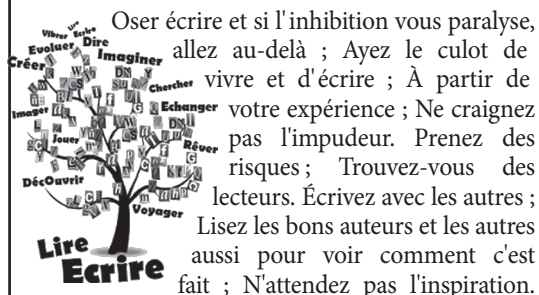 Oser écrire et si l'inhibition vous paralyse,
allez au-delà ; Ayez le culot de
vivre et d'écrire ; À partir de
votre expérience ; Ne craignez
pas l'impudeur. Prenez des
risques ; Trouvez-vous des
lecteurs. Écrivez avec les autres ;
Lisez les bons auteurs et les autres
aussi pour voir comment c'est
fait ; N'attendez pas l'inspiration.
Lire
Vibrer
Ecrire
Dire
Evoluer
Imaginer
Créer
Chercher
Imager
Echanger
Jouer
Rêver
DécOuvrir
Voyager
Lire
Ecrire